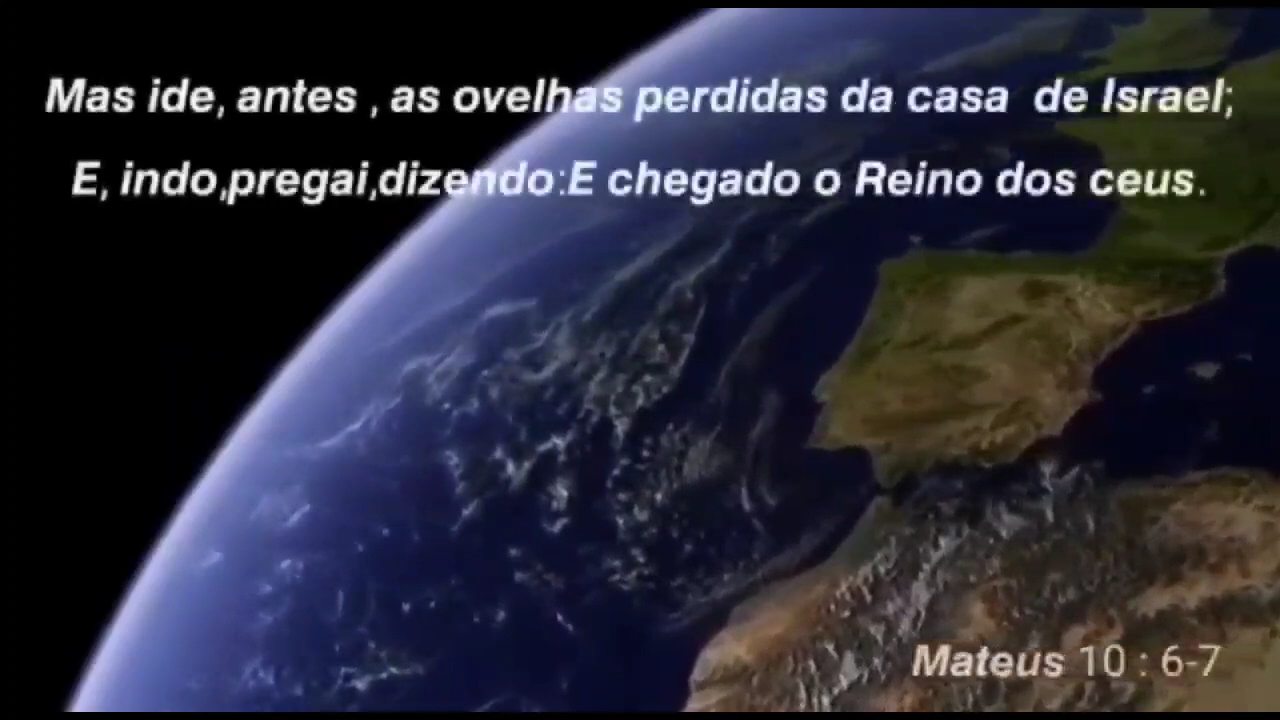 Mas ide, antes , as ovelhas perdidas da casa de Israel;
E, indo,pregai,dizendo:E chegado o Reino dos ceus.
Mateus 10 : 6-7